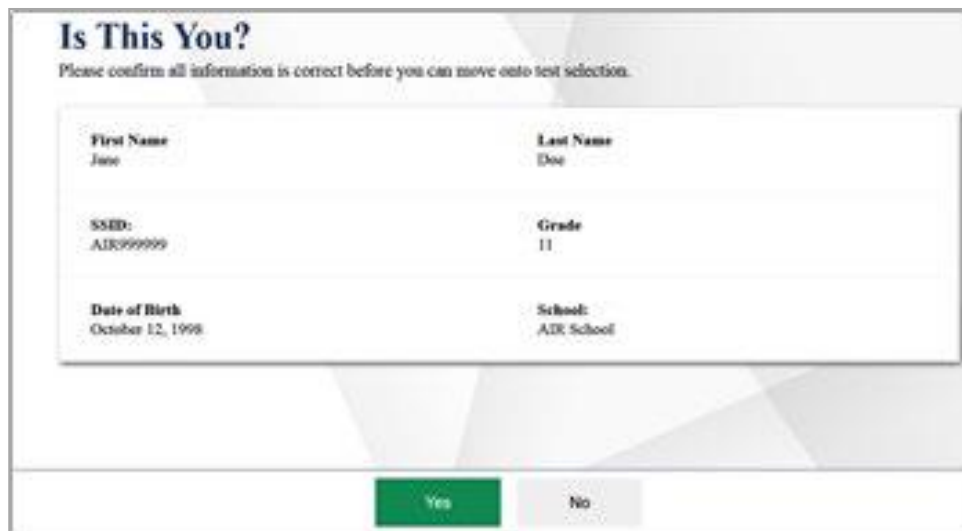 Is This You?
Please confirm all information is correct before you can move onto test selection.
First Name
Jane
Last Name
Doe
SSID:
AIR999999
Grade
11
Date of Birth
October 12, 1998
School:
AIR School
Yes
No